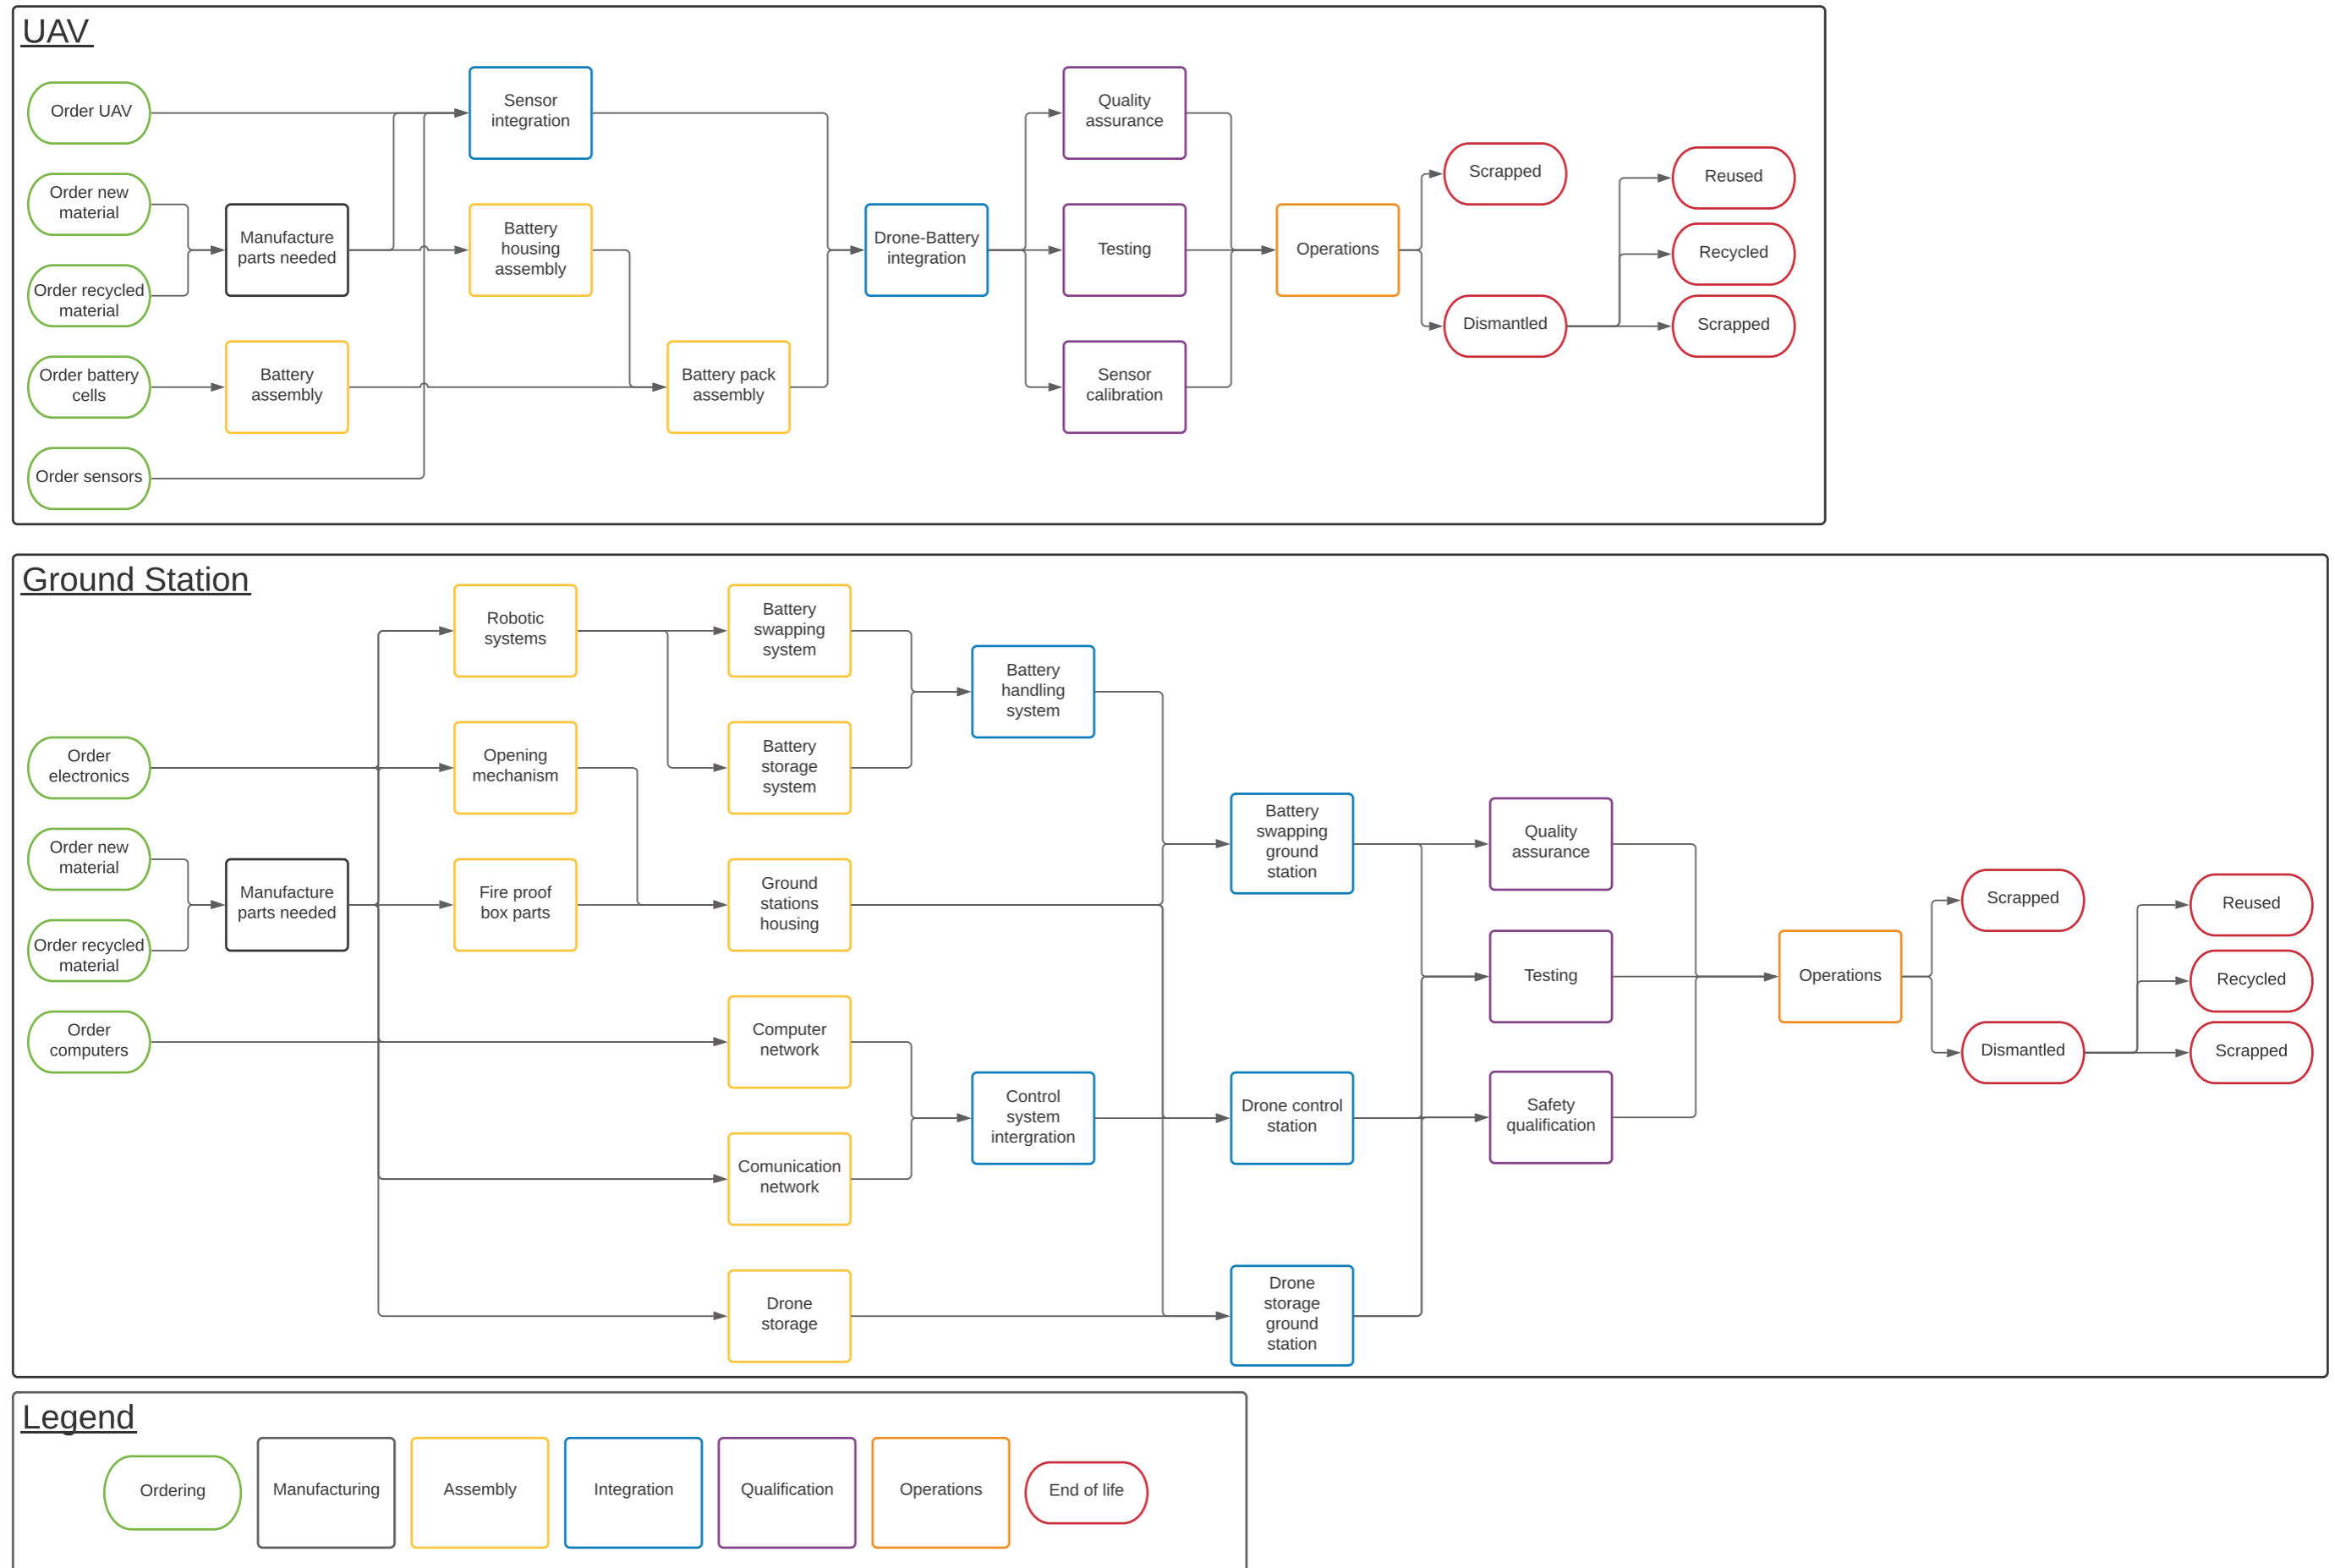 UAV
Order UAV
Order new
material
Order recycled
material
Order battery
cells
Order sensors
Manufacture
parts needed
Battery
assembly
Sensor
integration
Battery
housing
assembly
Battery pack
assembly
Drone-Battery
integration
Quality
assurance
Testing
Sensor
calibration
Operations
Scrapped
Dismantled
Reused
Recycled
Scrapped
Ground Station
Order
electronics
Order new
material
Order recycled
material
Order
computers
Manufacture
parts needed
Robotic
systems
Opening
mechanism
Fire proof
box parts
Battery
swapping
system
Battery
storage
system
Ground
stations
housing
Computer
network
Comunication
network
Drone
storage
Battery
handling
system
Control
system
intergration
Battery
swapping
ground
station
Drone control
station
Drone
storage
ground
station
Quality
assurance
Testing
Safety
qualification
Operations
Scrapped
Dismantled
Reused
Recycled
Scrapped
Legend
Ordering
Manufacturing
Assembly
Integration
Qualification
Operations
End of life